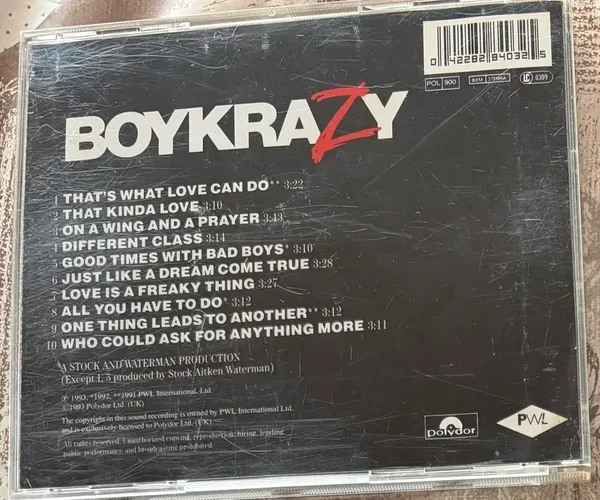 0 42282 84032 5
POL 900 BIEM / STEMRA LC 0309
BOYKRAZY
1 THAT'S WHAT LOVE CAN DO** 3:22
2 THAT KINDA LOVE 3:10
3 ON A WING AND A PRAYER 3:43
4 DIFFERENT CLASS 3:14
5 GOOD TIMES WITH BAD BOYS* 3:10
6 JUST LIKE A DREAM COME TRUE 3:28
7 LOVE IS A FREAKY THING 3:27
8 ALL YOU HAVE TO DO* 3:12
9 ONE THING LEADS TO ANOTHER** 3:12
10 WHO COULD ASK FOR ANYTHING MORE 3:11
A STOCK AND WATERMAN PRODUCTION
(Except 1, 5 produced by Stock Aitken Waterman)
℗ 1993, *1992, **1991 PWL International, Ltd.
©1993 Polydor Ltd. (UK)
The copyright in this sound recording is owned by PWL International Ltd.
and is exclusively licensed to Polydor Ltd. (UK)
All rights reserved. Unauthorized copying, reproduction, hiring, lending,
public performance and broadcasting prohibited.
polydor
PWL